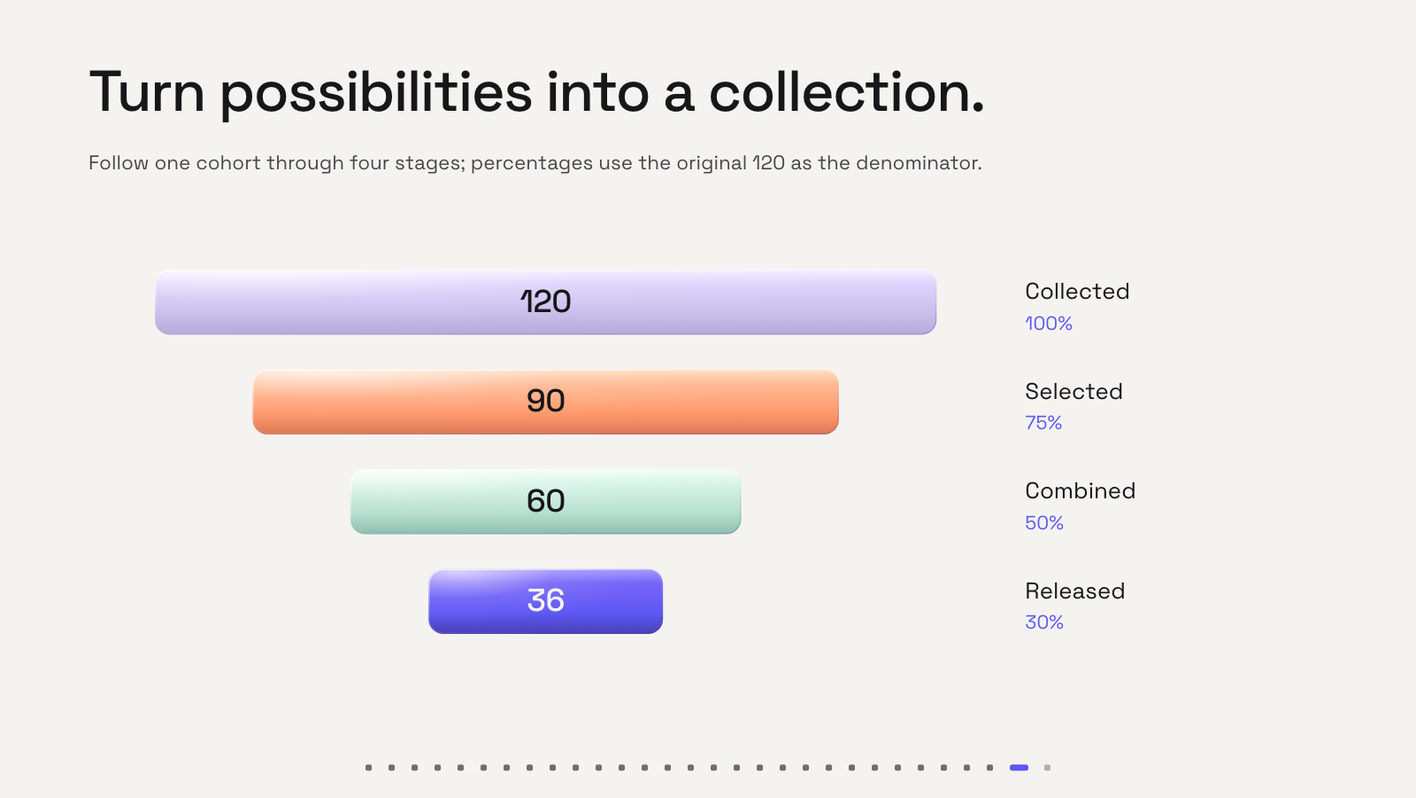 Turn possibilities into a collection.
Follow one cohort through four stages; percentages use the original 120 as the denominator.
120
Collected
100%
90
Selected
75%
60
Combined
50%
36
Released
30%